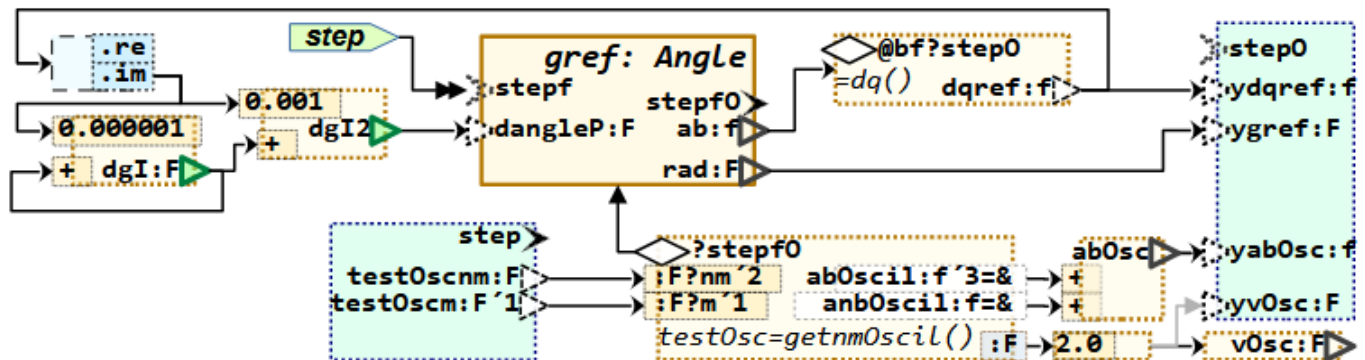 .re
.im
0.000001
+ dgI:F
0.001
dgI2
+
step
gref: Angle
stepf
stepfO
dangleP:F
ab:f
rad:F
@bf?stepO
=dq()
dqref:f
stepO
ydqref:f
ygref:F
yabOsc:f
yvOsc:F
step
testOscnm:F
testOscm:F´1
?stepfO
:F?nm´2
abOscil:f´3=&
:F?m´1
anbOscil:f=&
testOsc=getnmOscil()
:F
abOsc
+
+
2.0
vOsc:F